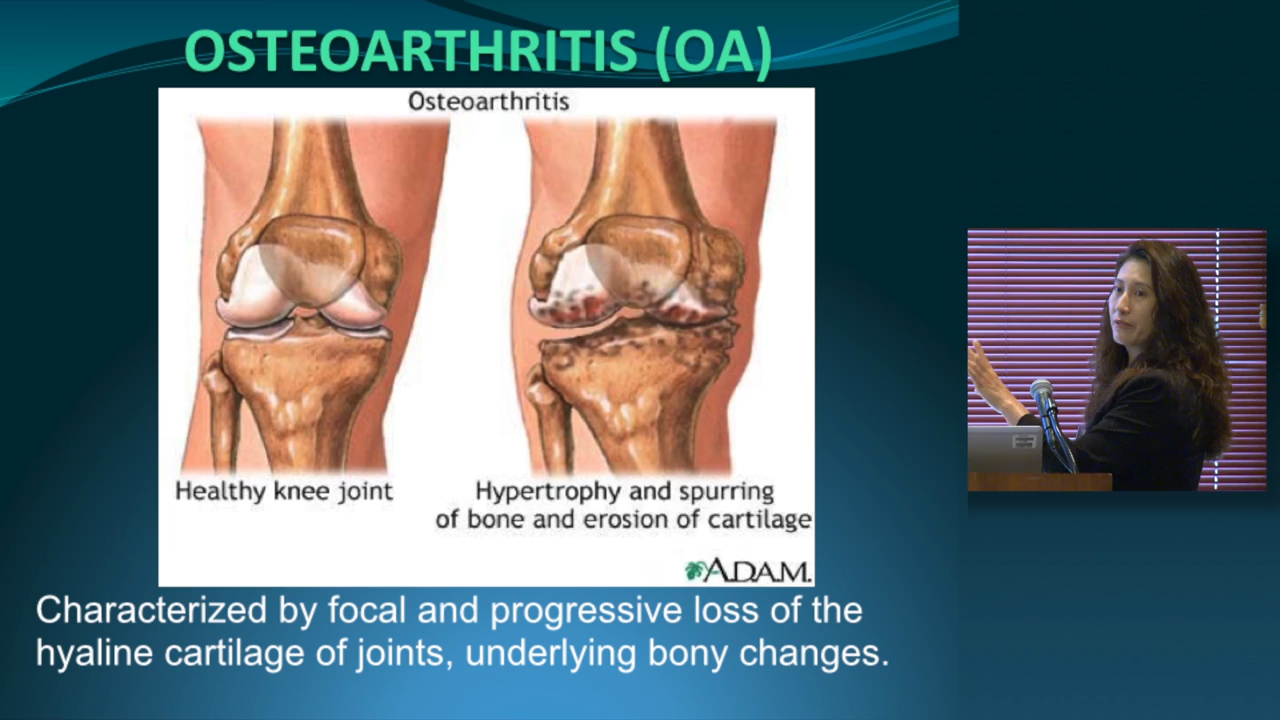 OSTEOARTHRITIS (OA)
Osteoarthritis
Healthy knee joint
Hypertrophy and spurring
of bone and erosion of cartilage
A.D.A.M.
Characterized by focal and progressive loss of the
hyaline cartilage of joints, underlying bony changes.